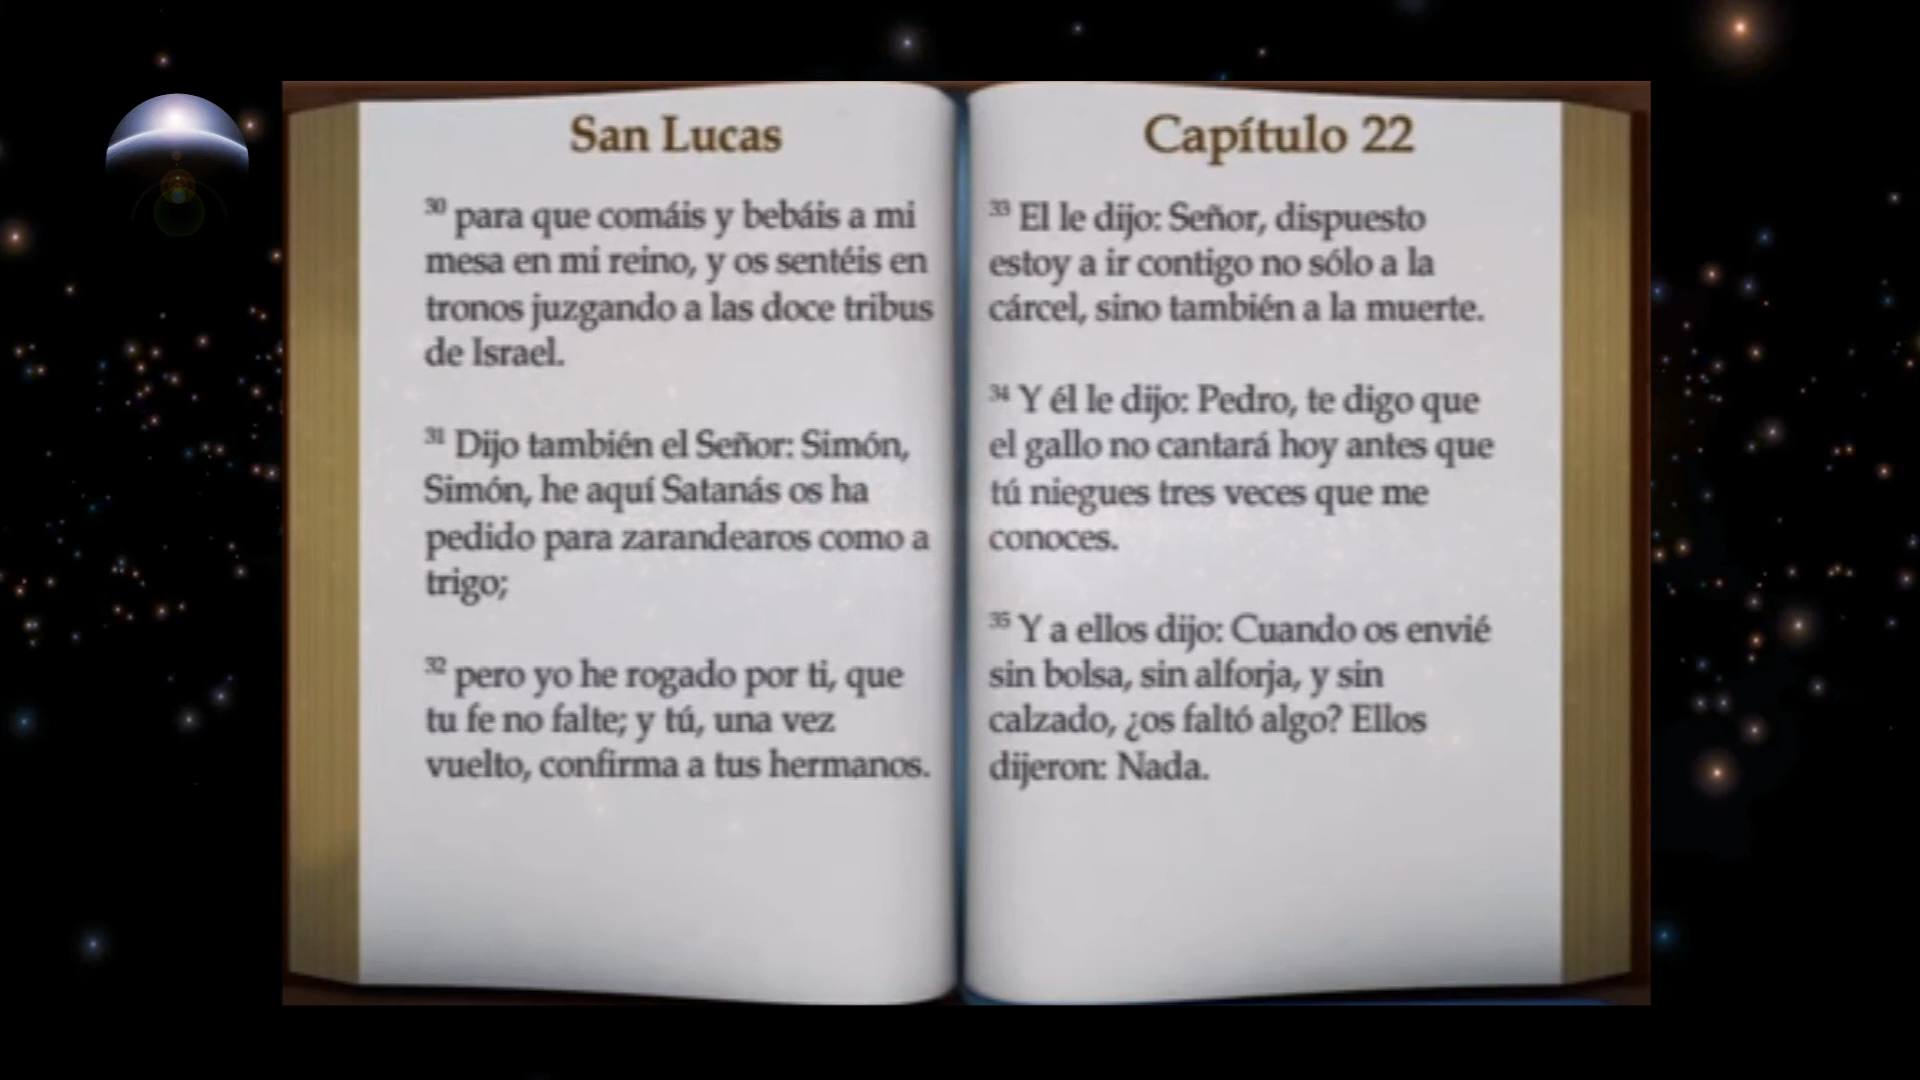 San Lucas
30 para que comáis y bebáis a mi
mesa en mi reino, y os sentéis en
tronos juzgando a las doce tribus
de Israel.
31 Dijo también el Señor: Simón,
Simón, he aquí Satanás os ha
pedido para zarandearos como a
trigo;
32 pero yo he rogado por ti, que
tu fe no falte; y tú, una vez
vuelto, confirma a tus hermanos.
Capítulo 22
33 El le dijo: Señor, dispuesto
estoy a ir contigo no sólo a la
cárcel, sino también a la muerte.
34 Y él le dijo: Pedro, te digo que
el gallo no cantará hoy antes que
tú niegues tres veces que me
conoces.
35 Y a ellos dijo: Cuando os envié
sin bolsa, sin alforja, y sin
calzado, ¿os faltó algo? Ellos
dijeron: Nada.